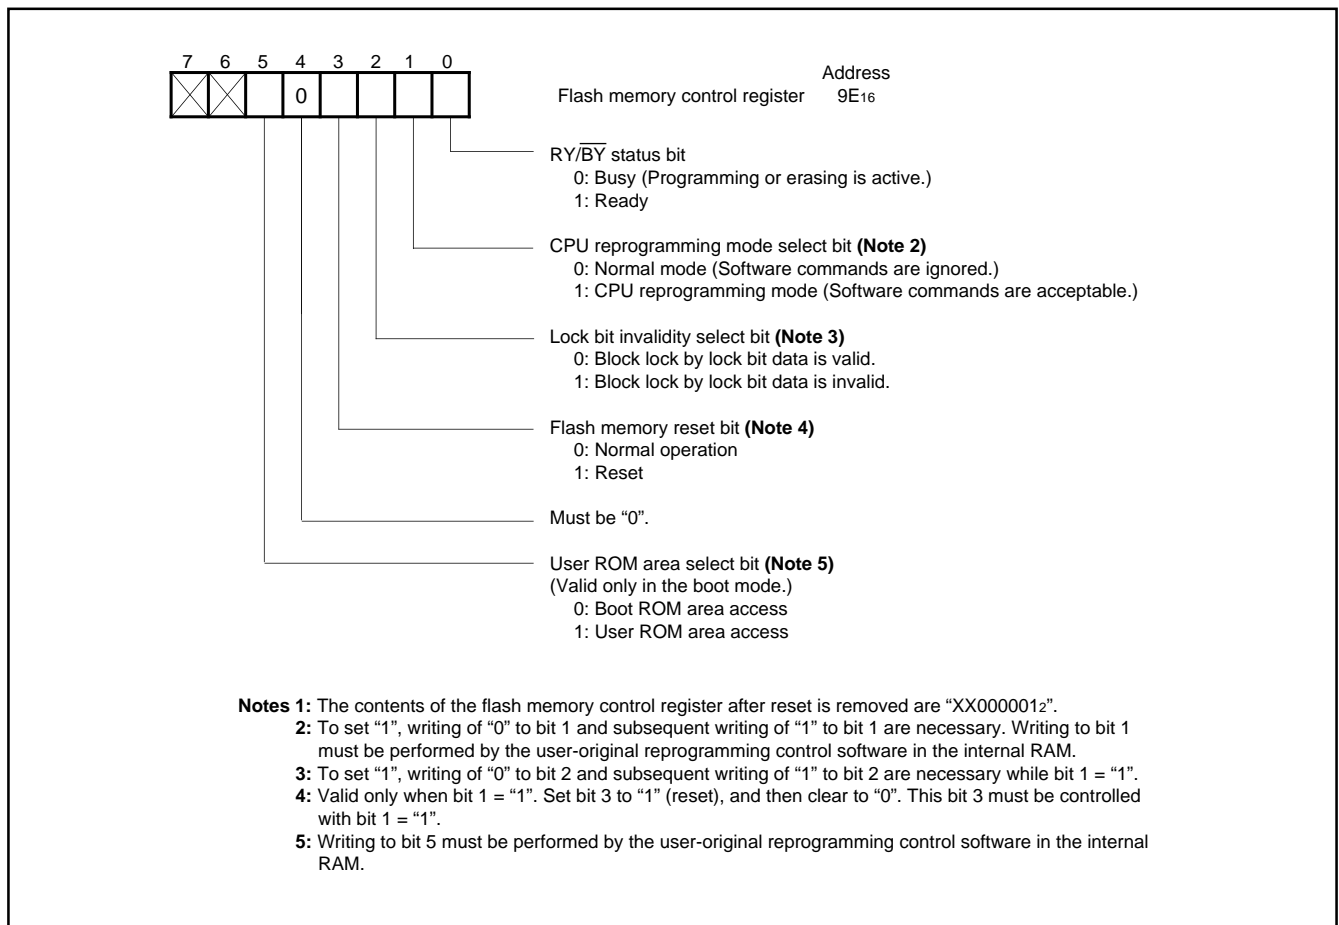 7 6 5 4 3 2 1 0
Address
0
Flash memory control register 9E16
RY/BY status bit
0: Busy (Programming or erasing is active.)
1: Ready
CPU reprogramming mode select bit (Note 2)
0: Normal mode (Software commands are ignored.)
1: CPU reprogramming mode (Software commands are acceptable.)
Lock bit invalidity select bit (Note 3)
0: Block lock by lock bit data is valid.
1: Block lock by lock bit data is invalid.
Flash memory reset bit (Note 4)
0: Normal operation
1: Reset
Must be “0”.
User ROM area select bit (Note 5)
(Valid only in the boot mode.)
0: Boot ROM area access
1: User ROM area access
Notes 1: The contents of the flash memory control register after reset is removed are “XX0000012”.
2: To set “1”, writing of “0” to bit 1 and subsequent writing of “1” to bit 1 are necessary. Writing to bit 1
must be performed by the user-original reprogramming control software in the internal RAM.
3: To set “1”, writing of “0” to bit 2 and subsequent writing of “1” to bit 2 are necessary while bit 1 = “1”.
4: Valid only when bit 1 = “1”. Set bit 3 to “1” (reset), and then clear to “0”. This bit 3 must be controlled
with bit 1 = “1”.
5: Writing to bit 5 must be performed by the user-original reprogramming control software in the internal
RAM.